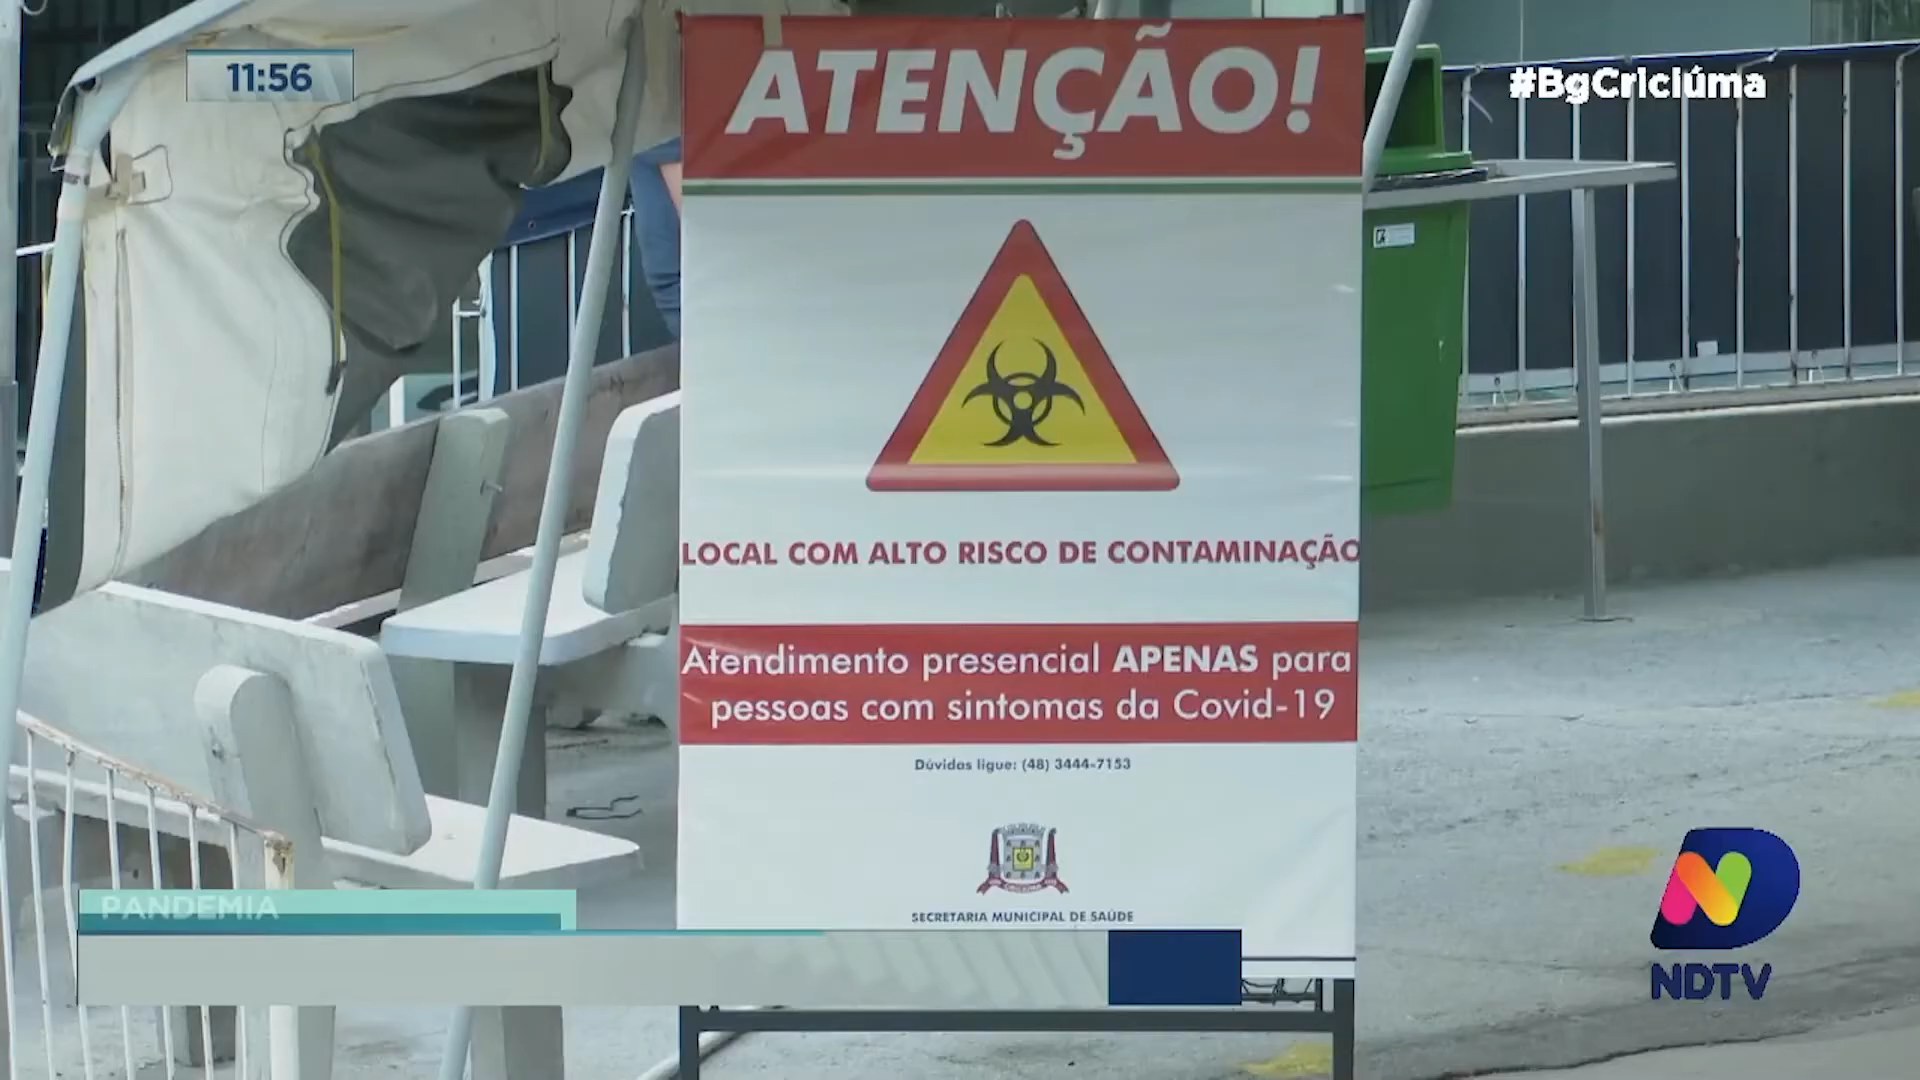 11:56
#BgCriciúma
ATENÇÃO!
LOCAL COM ALTO RISCO DE CONTAMINAÇÃO
Atendimento presencial APENAS para
pessoas com sintomas da Covid-19
Dúvidas ligue: (48) 3444-7153
CRICIÚMA
SECRETARIA MUNICIPAL DE SAÚDE
PANDEMIA
NDTV